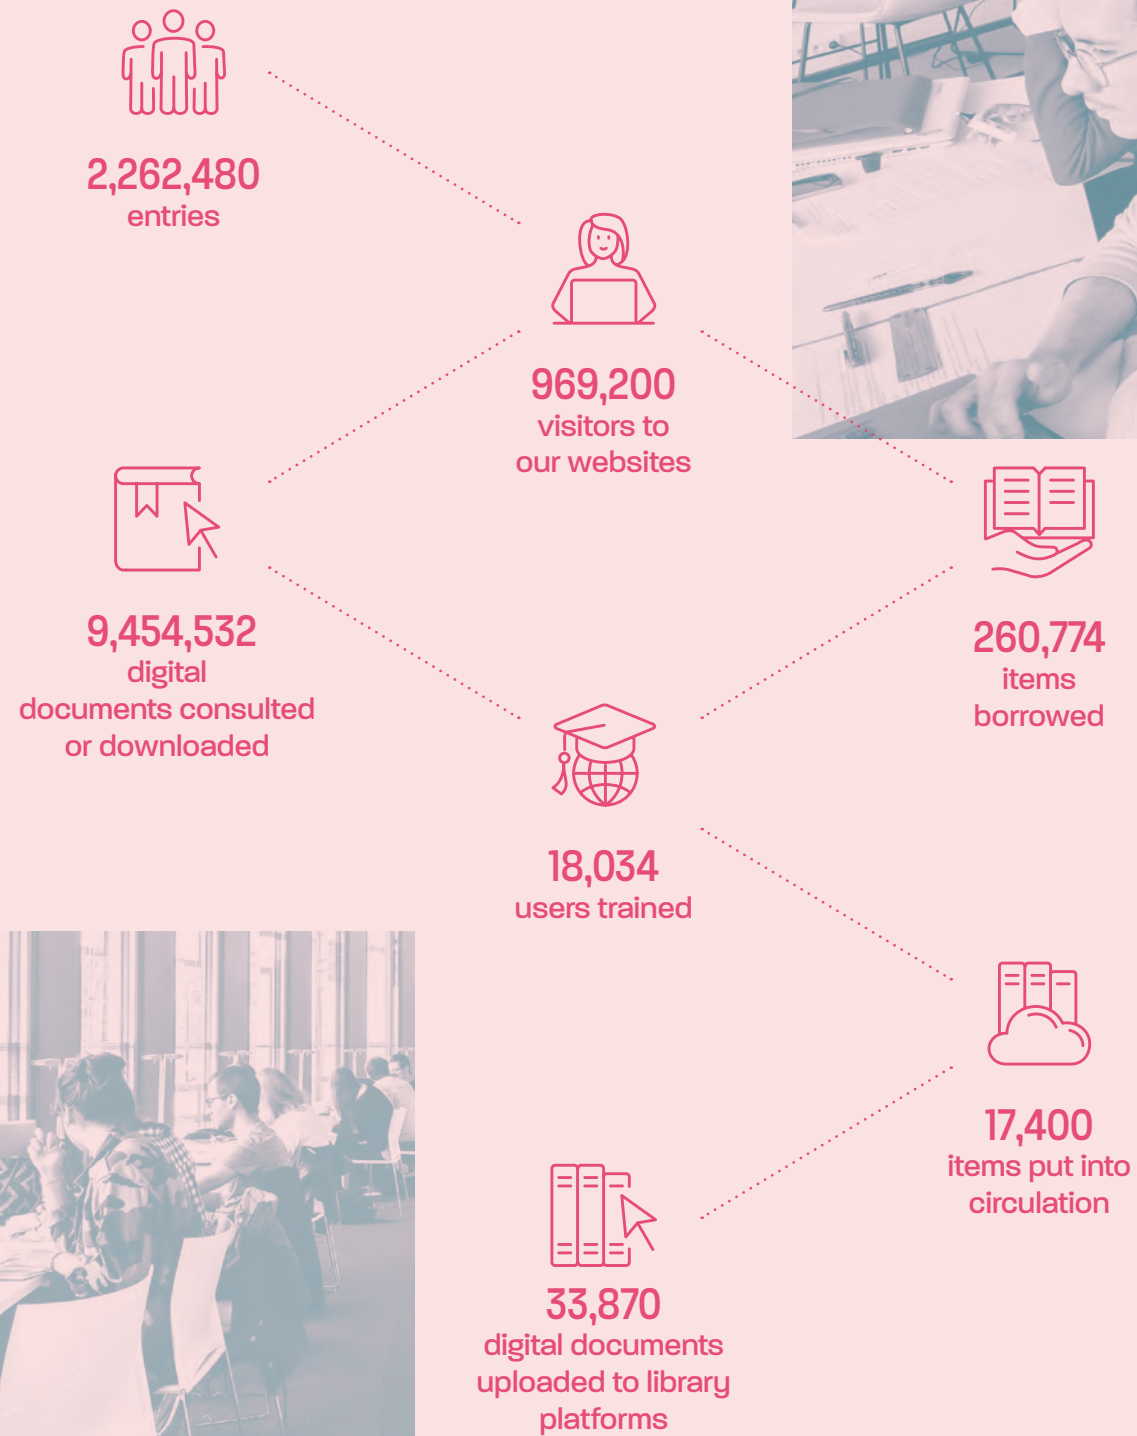 2,262,480
entries
969,200
visitors to
our websites
9,454,532
digital
documents consulted
or downloaded
260,774
items
borrowed
18,034
users trained
17,400
items put into
circulation
33,870
digital documents
uploaded to library
platforms